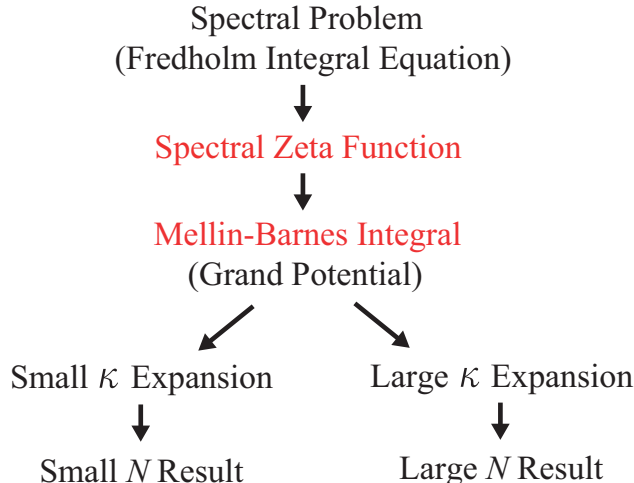 Spectral Problem
(Fredholm Integral Equation)
Spectral Zeta Function
Mellin-Barnes Integral
(Grand Potential)
Small κ Expansion
Large κ Expansion
Small N Result
Large N Result